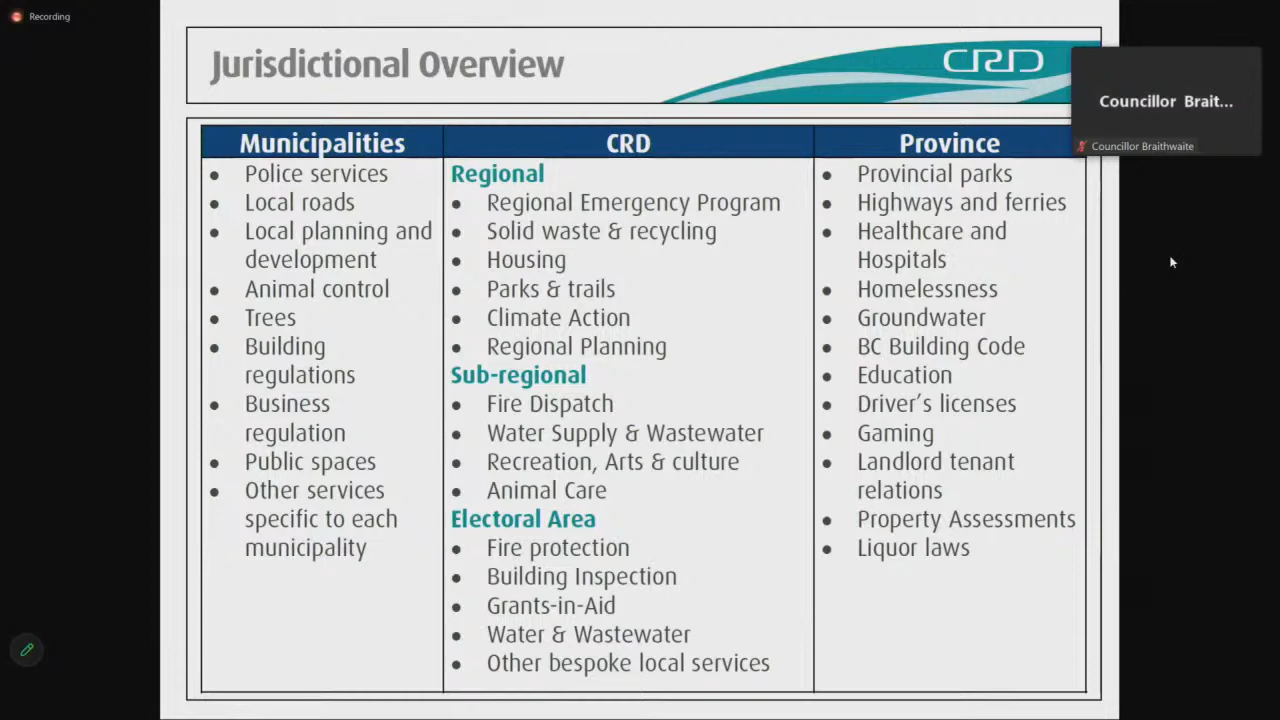 Recording
Jurisdictional Overview
CRD
Councillor Brait...
Councillor Braithwaite
Municipalities
Police services
Local roads
Local planning and
development
Animal control
Trees
Building
regulations
Business
regulation
Public spaces
Other services
specific to each
municipality
CRD
Regional
Regional Emergency Program
Solid waste & recycling
Housing
Parks & trails
Climate Action
Regional Planning
Sub-regional
Fire Dispatch
Water Supply & Wastewater
Recreation, Arts & culture
Animal Care
Electoral Area
Fire protection
Building Inspection
Grants-in-Aid
Water & Wastewater
Other bespoke local services
Province
Provincial parks
Highways and ferries
Healthcare and
Hospitals
Homelessness
Groundwater
BC Building Code
Education
Driver's licenses
Gaming
Landlord tenant
relations
Property Assessments
Liquor laws